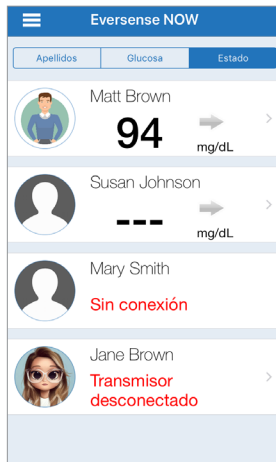 Eversense NOW
Apellidos Glucosa Estado
Matt Brown
94
mg/dL
Susan Johnson
---
mg/dL
Mary Smith
Sin conexión
Jane Brown
Transmisor
desconectado